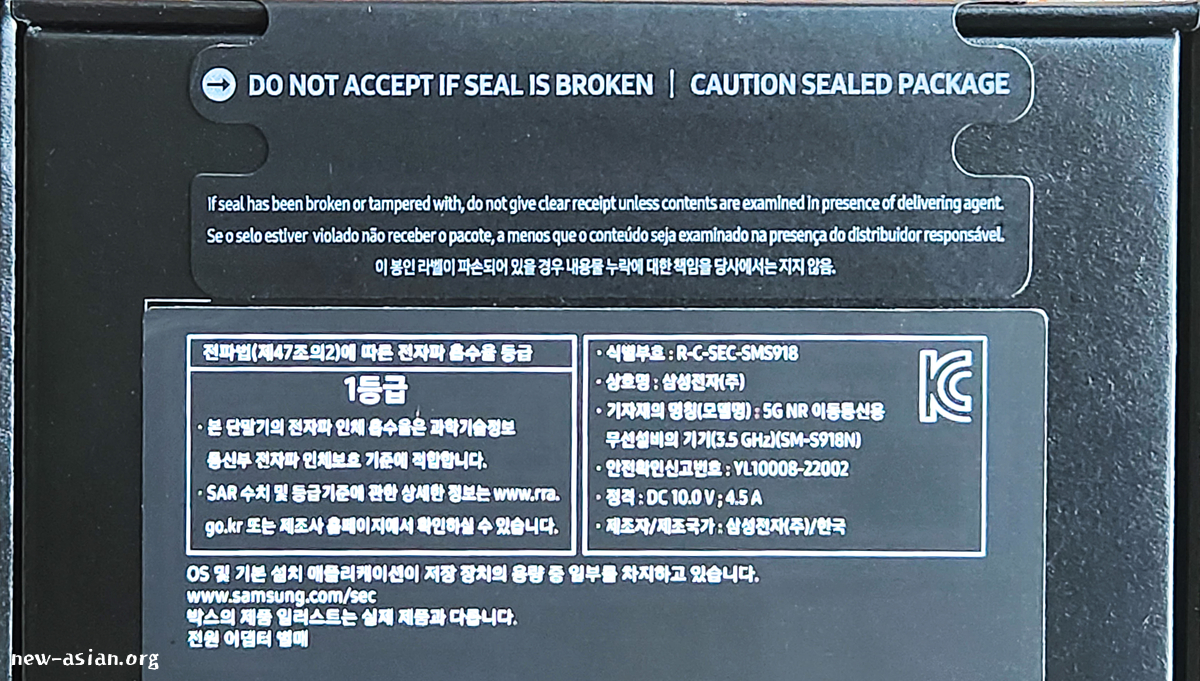 DO NOT ACCEPT IF SEAL IS BROKEN | CAUTION SEALED PACKAGE
If seal has been broken or tampered with, do not give clear receipt unless contents are examined in presence of delivering agent.
Se o selo estiver violado não receber o pacote, a menos que o conteúdo seja examinado na presença do distribuidor responsável.
이 봉인 라벨이 파손되어 있을 경우 내용물 누락에 대한 책임을 당사에서는 지지 않음.
전파법(제47조의2)에 따른 전자파 흡수율 등급
1등급
· 본 단말기의 전자파 인체 흡수율은 과학기술정보
통신부 전자파 인체보호 기준에 적합합니다.
· SAR 수치 및 등급기준에 관한 상세한 정보는 www.rra.
go.kr 또는 제조사 홈페이지에서 확인하실 수 있습니다.
· 식별부호 : R-C-SEC-SMS918
· 상호명 : 삼성전자(주)
· 기자재의 명칭(모델명) : 5G NR 이동통신용
무선설비의 기기(3.5 GHz)(SM-S918N)
· 안전확인신고번호 : YL10008-22002
· 정격 : DC 10.0 V ; 4.5 A
· 제조자/제조국가 : 삼성전자(주)/한국
OS 및 기본 설치 애플리케이션이 저장 장치의 용량 중 일부를 차지하고 있습니다.
www.samsung.com/sec
박스의 제품 일러스트는 실제 제품과 다릅니다.
전원 어댑터 별매
new-asian.org